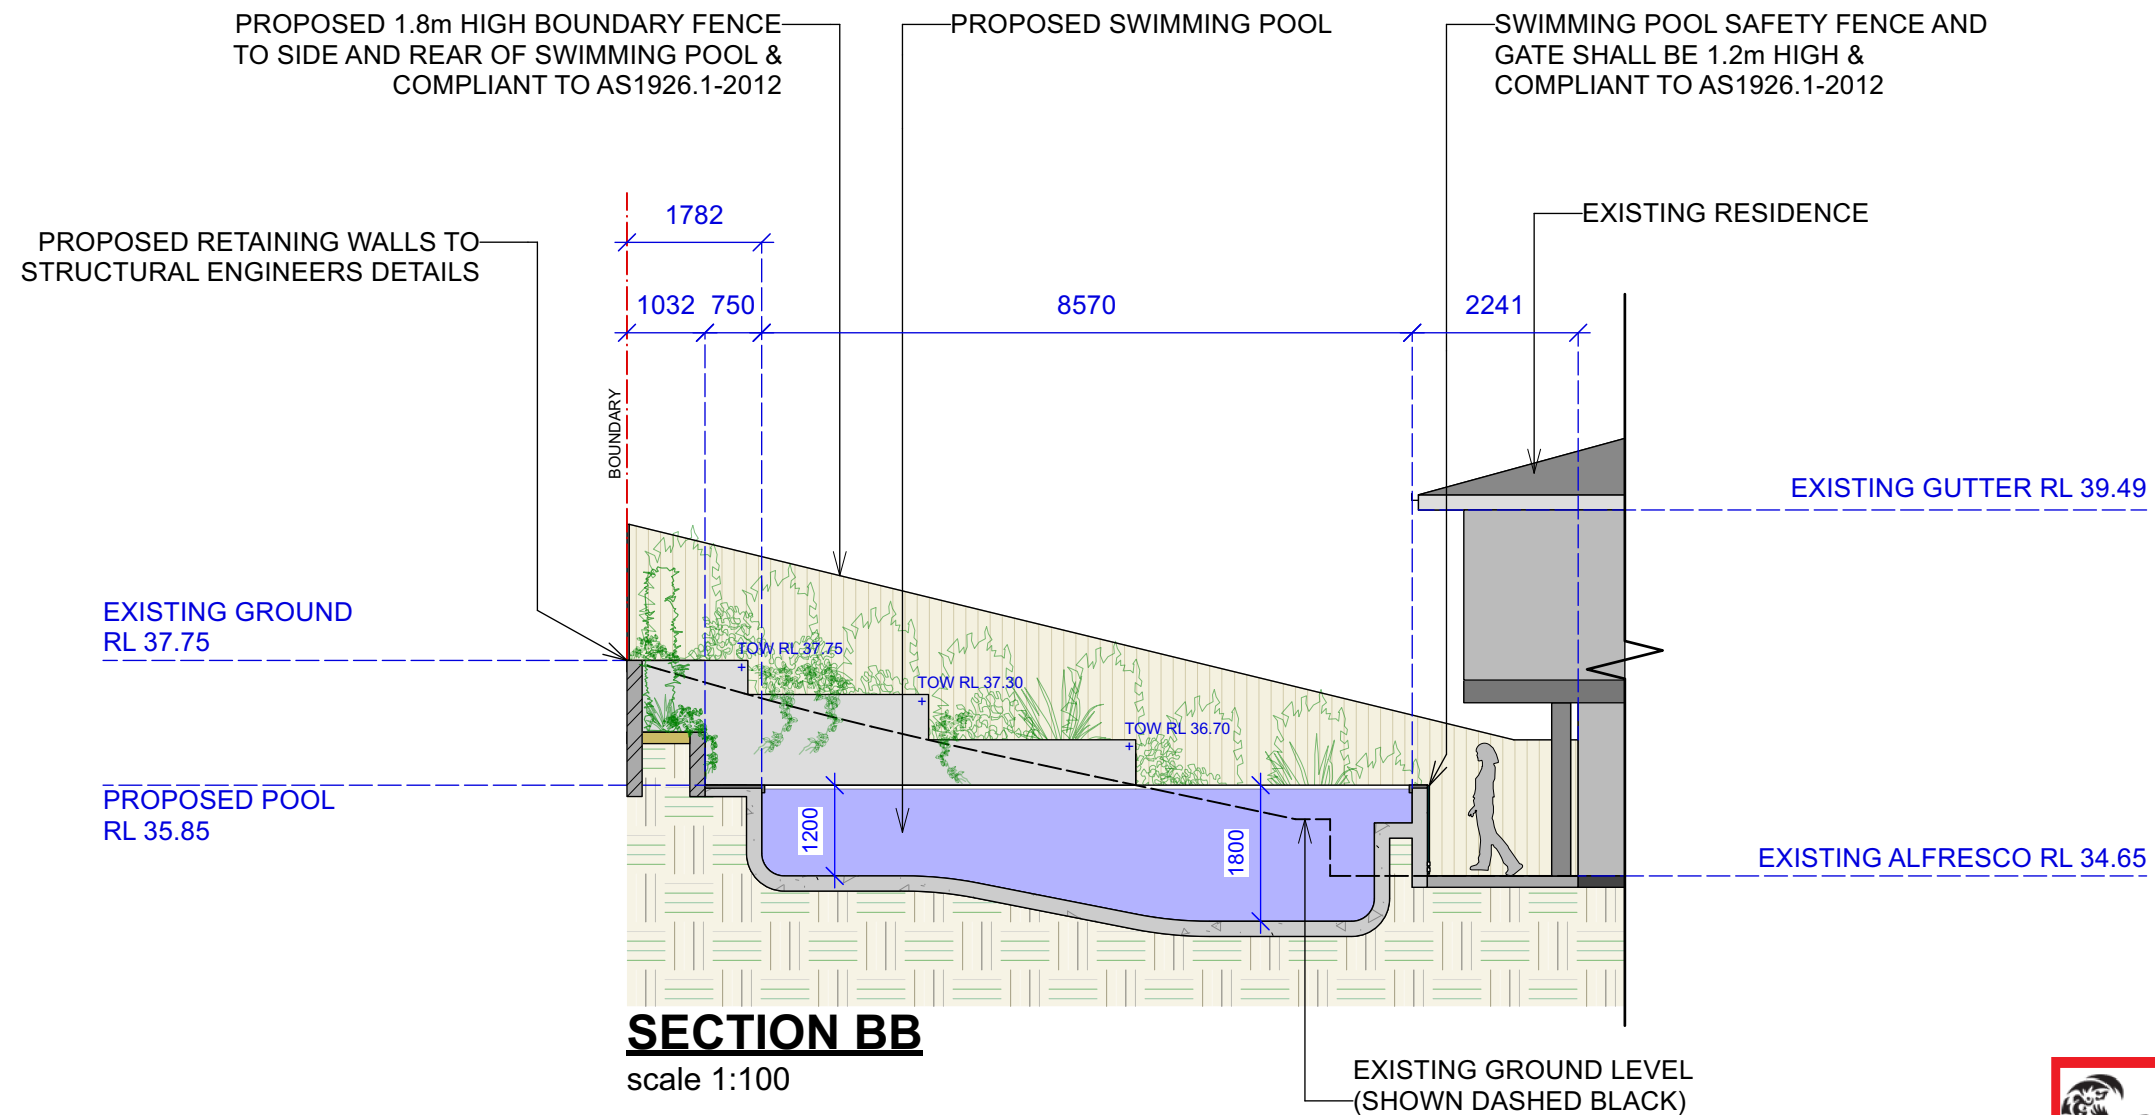 PROPOSED 1.8m HIGH BOUNDARY FENCE
TO SIDE AND REAR OF SWIMMING POOL &
COMPLIANT TO AS1926.1-2012
PROPOSED SWIMMING POOL
SWIMMING POOL SAFETY FENCE AND
GATE SHALL BE 1.2m HIGH &
COMPLIANT TO AS1926.1-2012
PROPOSED RETAINING WALLS TO
STRUCTURAL ENGINEERS DETAILS
1782
EXISTING RESIDENCE
1032 750 8570 2241
BOUNDARY
EXISTING GUTTER RL 39.49
EXISTING GROUND
RL 37.75
TOW RL 37.75
TOW RL 37.30
TOW RL 36.70
PROPOSED POOL
RL 35.85
1200
1800
EXISTING ALFRESCO RL 34.65
SECTION BB
scale 1:100
EXISTING GROUND LEVEL
(SHOWN DASHED BLACK)